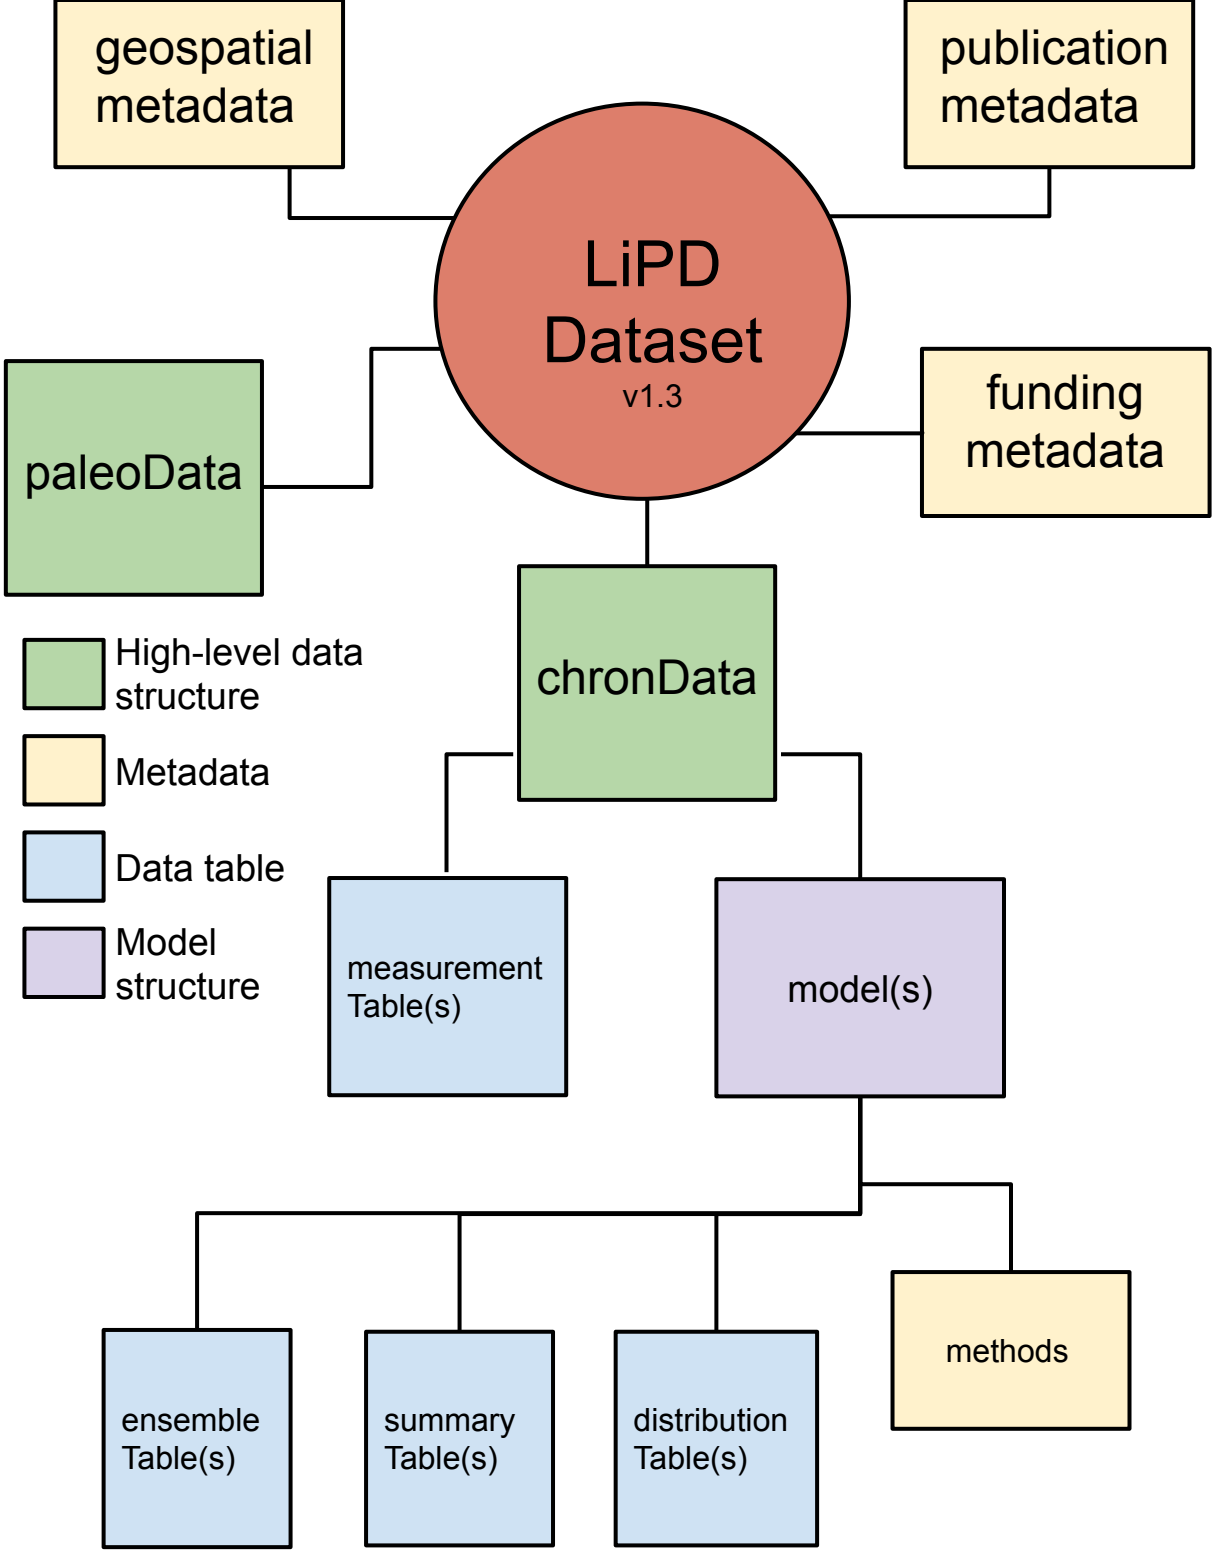 geospatial
metadata
publication
metadata
LiPD
Dataset
v1.3
funding
metadata
paleoData
chronData
High-level data
structure
Metadata
Data table
Model
structure
measurement
Table(s)
model(s)
methods
ensemble
Table(s)
summary
Table(s)
distribution
Table(s)